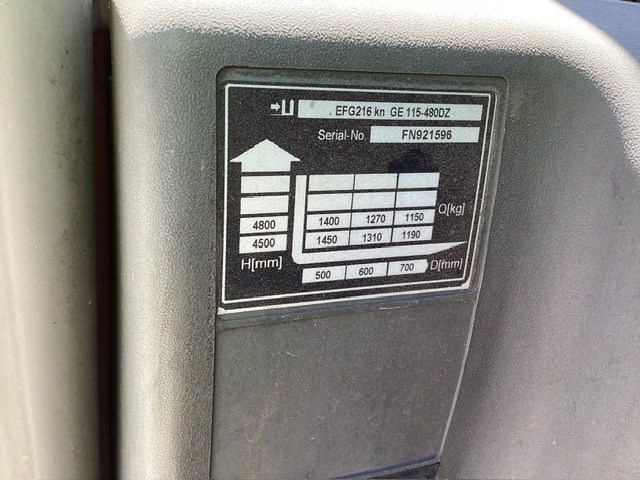 EFG216 kn GE 115-480DZ
Serial-No FN921596
4800 1400 1270 1150 Q[kg]
4500 1450 1310 1190
H[mm] 500 600 700 D[mm]